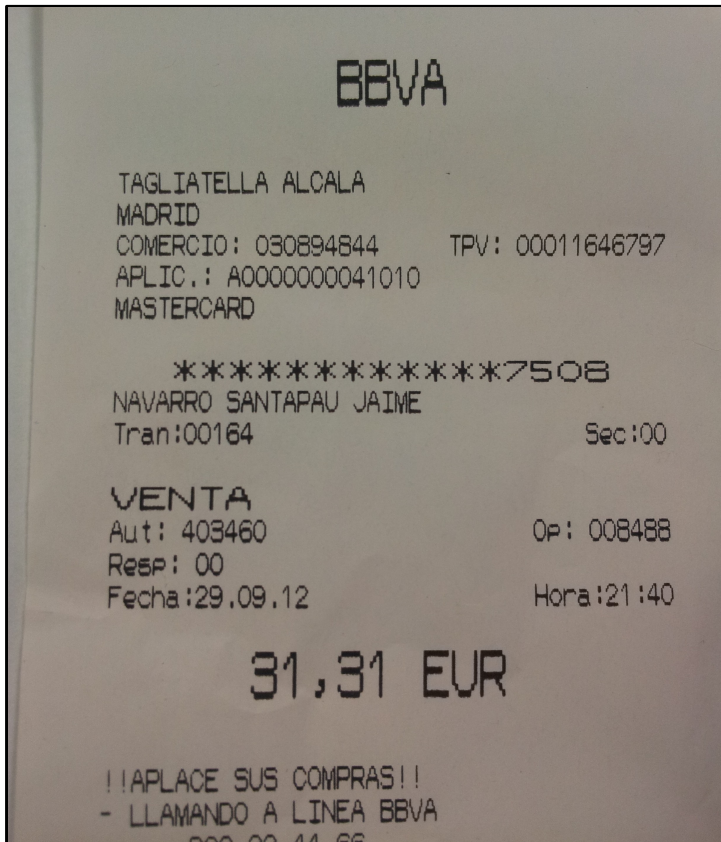 BBVA
TAGLIATELLA ALCALA
MADRID
COMERCIO: 030894844 TPV: 00011646797
APLIC.: A0000000041010
MASTERCARD
************7508
NAVARRO SANTAPAU JAIME
Tran:00164 Sec:00
VENTA
Aut: 403460 Op: 008488
Resp: 00
Fecha:29.09.12 Hora:21:40
31,31 EUR
!!APLACE SUS COMPRAS!!
- LLAMANDO A LINEA BBVA